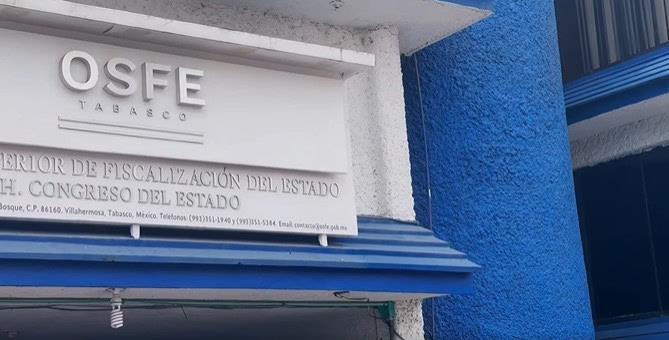 OSFE
TABASCO
ERIOR DE FISCALIZACIÓN DEL ESTADO
H. CONGRESO DEL ESTADO
Bosque, C.P. 86160. Villahermosa, Tabasco, México. Teléfonos: (993)351-1940 y (993)351-5384. Email. contacto@osfe.gob.mx